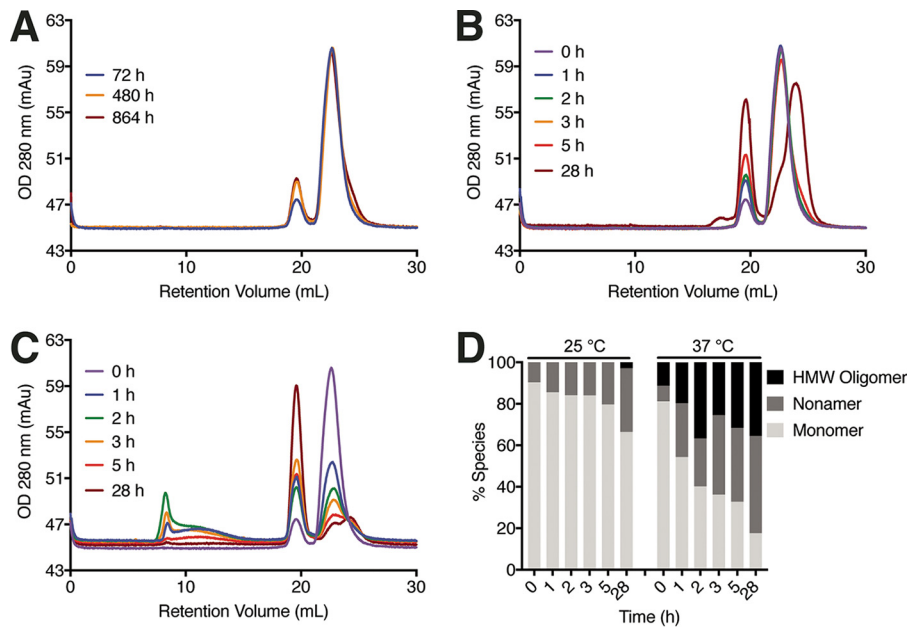 A
63
59
55
51
47
43
OD 280 nm (mAu)
72 h
480 h
864 h
0
10
20
30
Retention Volume (mL)
B
63
59
55
51
47
43
OD 280 nm (mAu)
0 h
1 h
2 h
3 h
5 h
28 h
0
10
20
30
Retention Volume (mL)
C
63
59
55
51
47
43
OD 280 nm (mAu)
0 h
1 h
2 h
3 h
5 h
28 h
0
10
20
30
Retention Volume (mL)
D
25 °C
37 °C
100
80
60
40
20
0
% Species
HMW Oligomer
Nonamer
Monomer
0
1
2
3
5
28
0
1
2
3
5
28
Time (h)